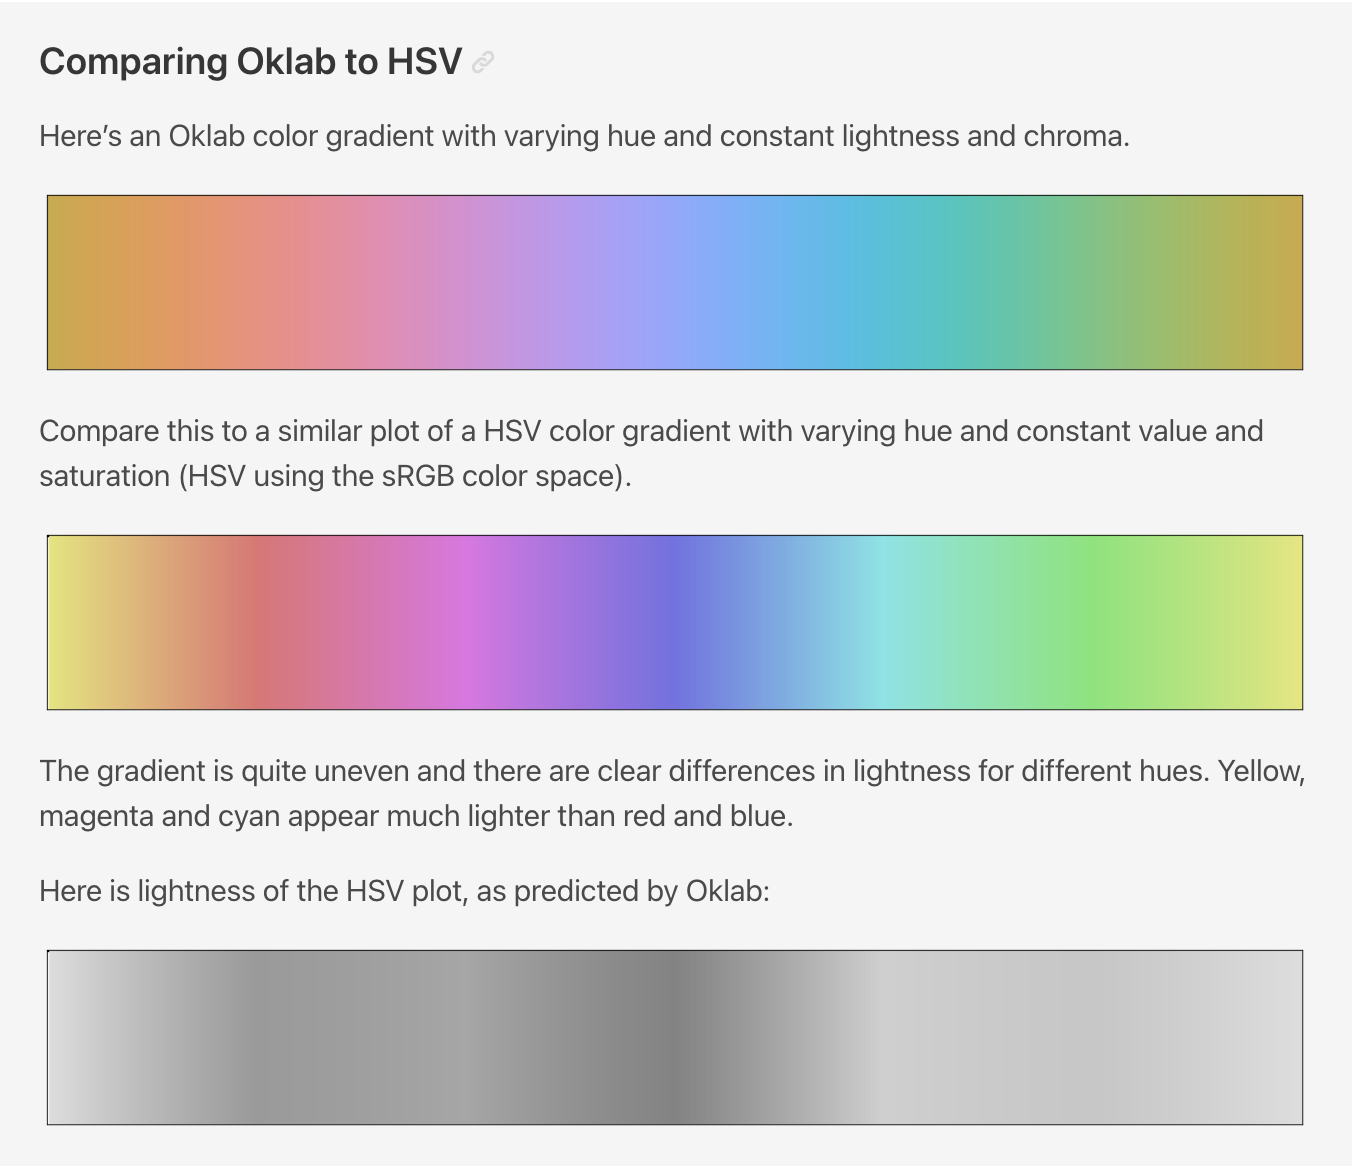 Comparing Oklab to HSV
Here’s an Oklab color gradient with varying hue and constant lightness and chroma.
Compare this to a similar plot of a HSV color gradient with varying hue and constant value and
saturation (HSV using the sRGB color space).
The gradient is quite uneven and there are clear differences in lightness for different hues. Yellow,
magenta and cyan appear much lighter than red and blue.
Here is lightness of the HSV plot, as predicted by Oklab: